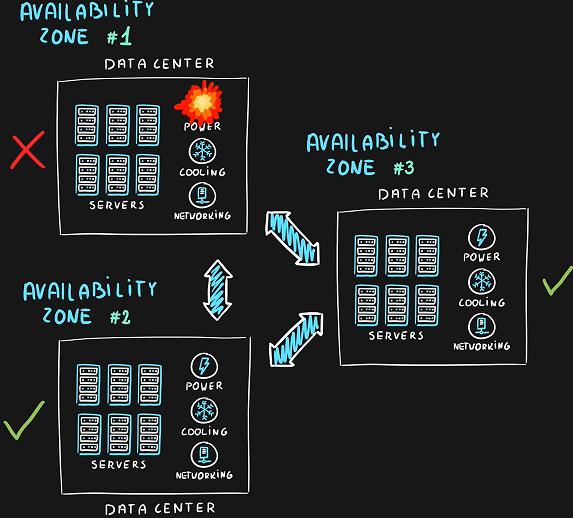 AVAILABILITY
ZONE #1
DATA CENTER
POWER
COOLING
SERVERS
NETWORKING
AVAILABILITY
ZONE #3
DATA CENTER
POWER
COOLING
SERVERS
NETWORKING
AVAILABILITY
ZONE #2
POWER
COOLING
SERVERS
NETWORKING
DATA CENTER